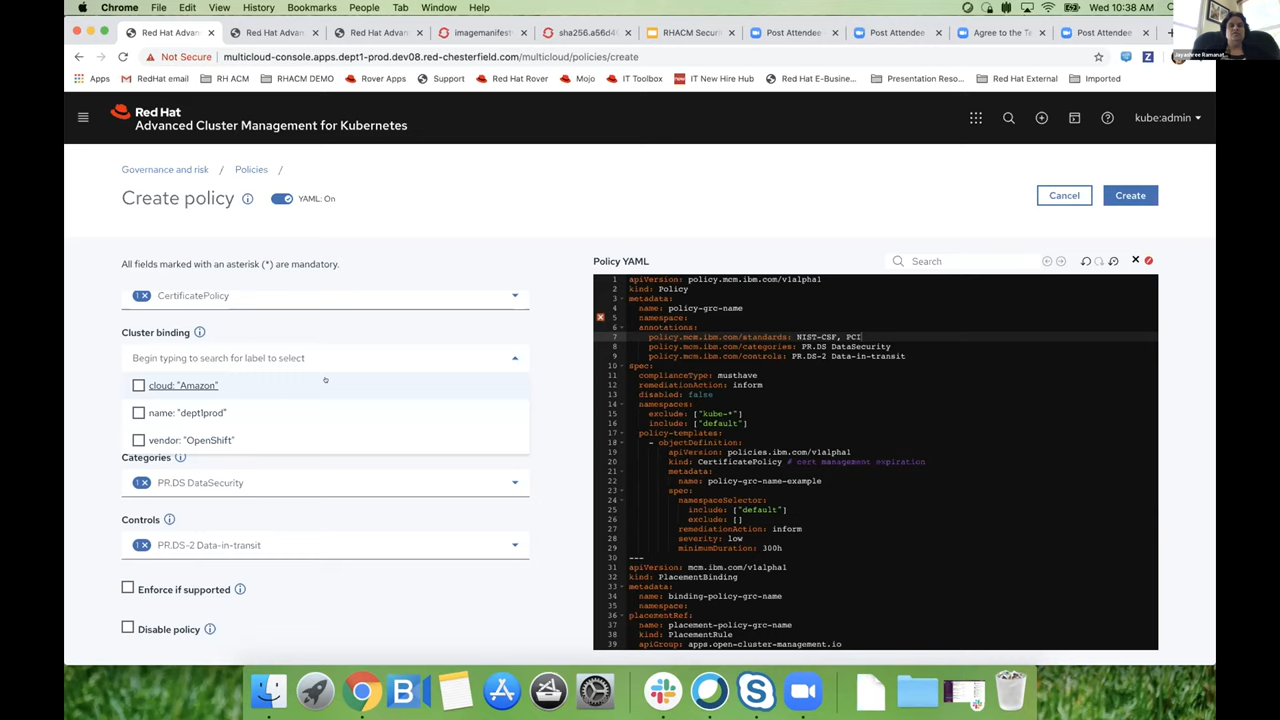 Chrome File Edit View History Bookmarks People Tab Window Help
Wed 10:38 AM
Red Hat Advanced
Red Hat Advanced
Red Hat Advanced
imagemanifests
sha256.a56d4
RHACM Securi
Post Attendee
Post Attendee
Agree to the Te
Post Attendee
Not Secure
multicloud-console.apps.dept1-prod.dev08.red-chesterfield.com/multicloud/policies/create
Apps RedHat email RH ACM RHACM DEMO Rover Apps Support Red Hat Rover Mojo IT Toolbox IT New Hire Hub Red Hat E-Busine... Presentation Reso... Red Hat External Imported
Jayashree Ramanat
Red Hat
Advanced Cluster Management for Kubernetes
kube:admin
Governance and risk / Policies /
Create policy
YAML: On
Cancel
Create
All fields marked with an asterisk (*) are mandatory.
1 × CertificatePolicy
Cluster binding
Begin typing to search for label to select
cloud: "Amazon"
name: "dept1prod"
vendor: "OpenShift"
Categories
1 × PR.DS DataSecurity
Controls
1 × PR.DS-2 Data-in-transit
Enforce if supported
Disable policy
Policy YAML
Search
1 apiVersion: policy.mcm.ibm.com/v1alpha1
2 kind: Policy
3 metadata:
4 name: policy-grc-name
5 namespace:
6 annotations:
7 policy.mcm.ibm.com/standards: NIST-CSF, PCI
8 policy.mcm.ibm.com/categories: PR.DS DataSecurity
9 policy.mcm.ibm.com/controls: PR.DS-2 Data-in-transit
10 spec:
11 complianceType: musthave
12 remediationAction: inform
13 disabled: false
14 namespaces:
15 exclude: ["kube-*"]
16 include: ["default"]
17 policy-templates:
18 - objectDefinition:
19 apiVersion: policies.ibm.com/v1alpha1
20 kind: CertificatePolicy # cert management expiration
21 metadata:
22 name: policy-grc-name-example
23 spec:
24 namespaceSelector:
25 include: ["default"]
26 exclude: []
27 remediationAction: inform
28 severity: low
29 minimumDuration: 300h
30 ---
31 apiVersion: mcm.ibm.com/v1alpha1
32 kind: PlacementBinding
33 metadata:
34 name: binding-policy-grc-name
35 namespace:
36 placementRef:
37 name: placement-policy-grc-name
38 kind: PlacementRule
39 apiGroup: apps.open-cluster-management.io